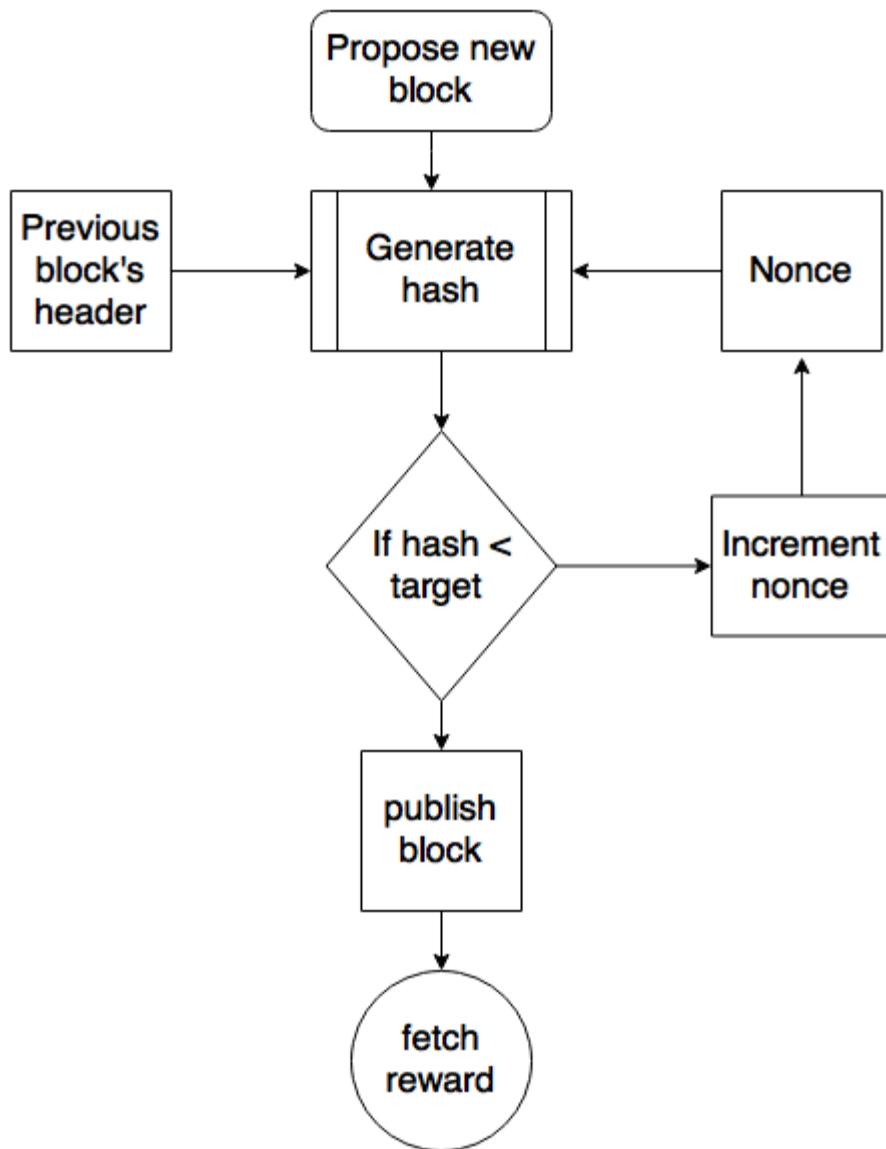 Propose new
block
Previous
block's
header
Generate
hash
Nonce
If hash <
target
Increment
nonce
publish
block
fetch
reward